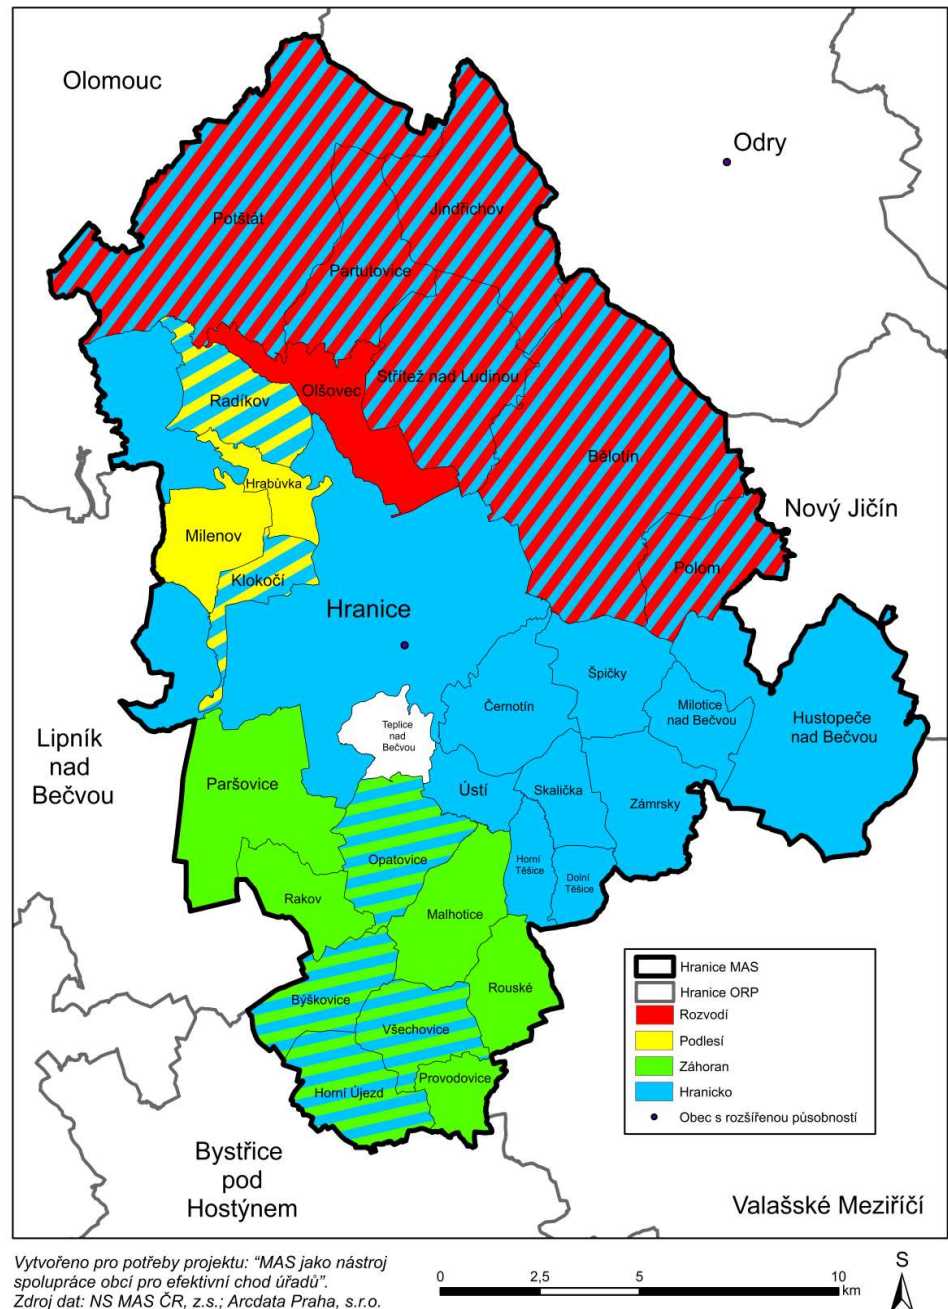 Olomouc
Odry
Jindřichov
Potštát
Partutovice
Střítež nad Ludinou
Olšovec
Radíkov
Bělotín
Hrabůvka
Nový Jičín
Milenov
Polom
Klokočí
Hranice
Špičky
Černotín
Milotice
nad Bečvou
Hustopeče
nad Bečvou
Teplice
nad
Bečvou
Lipník
nad
Bečvou
Paršovice
Ústí
Skalička
Zámrsky
Opatovice
Horní
Těšice
Dolní
Těšice
Rakov
Malhotice
Rouské
Býškovice
Všechovice
Provodovice
Horní Újezd
Hranice MAS
Hranice ORP
Rozvodí
Podlesí
Záhoran
Hranicko
Obec s rozšířenou působností
Bystřice
pod
Hostýnem
Valašské Meziříčí
Vytvořeno pro potřeby projektu: “MAS jako nástroj
spolupráce obcí pro efektivní chod úřadů”.
Zdroj dat: NS MAS ČR, z.s.; Arcdata Praha, s.r.o.
0 2,5 5 10
km
S